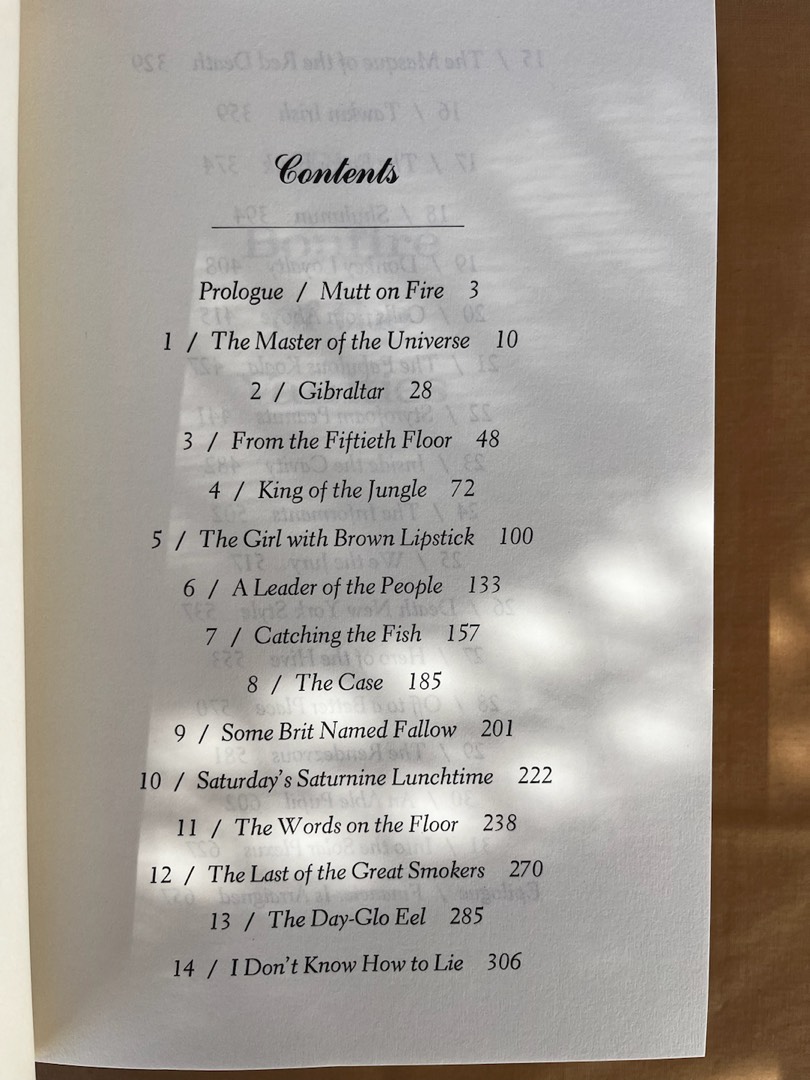 Contents
Prologue / Mutt on Fire 3
1 / The Master of the Universe 10
2 / Gibraltar 28
3 / From the Fiftieth Floor 48
4 / King of the Jungle 72
5 / The Girl with Brown Lipstick 100
6 / A Leader of the People 133
7 / Catching the Fish 157
8 / The Case 185
9 / Some Brit Named Fallow 201
10 / Saturday's Saturnine Lunchtime 222
11 / The Words on the Floor 238
12 / The Last of the Great Smokers 270
13 / The Day-Glo Eel 285
14 / I Don't Know How to Lie 306